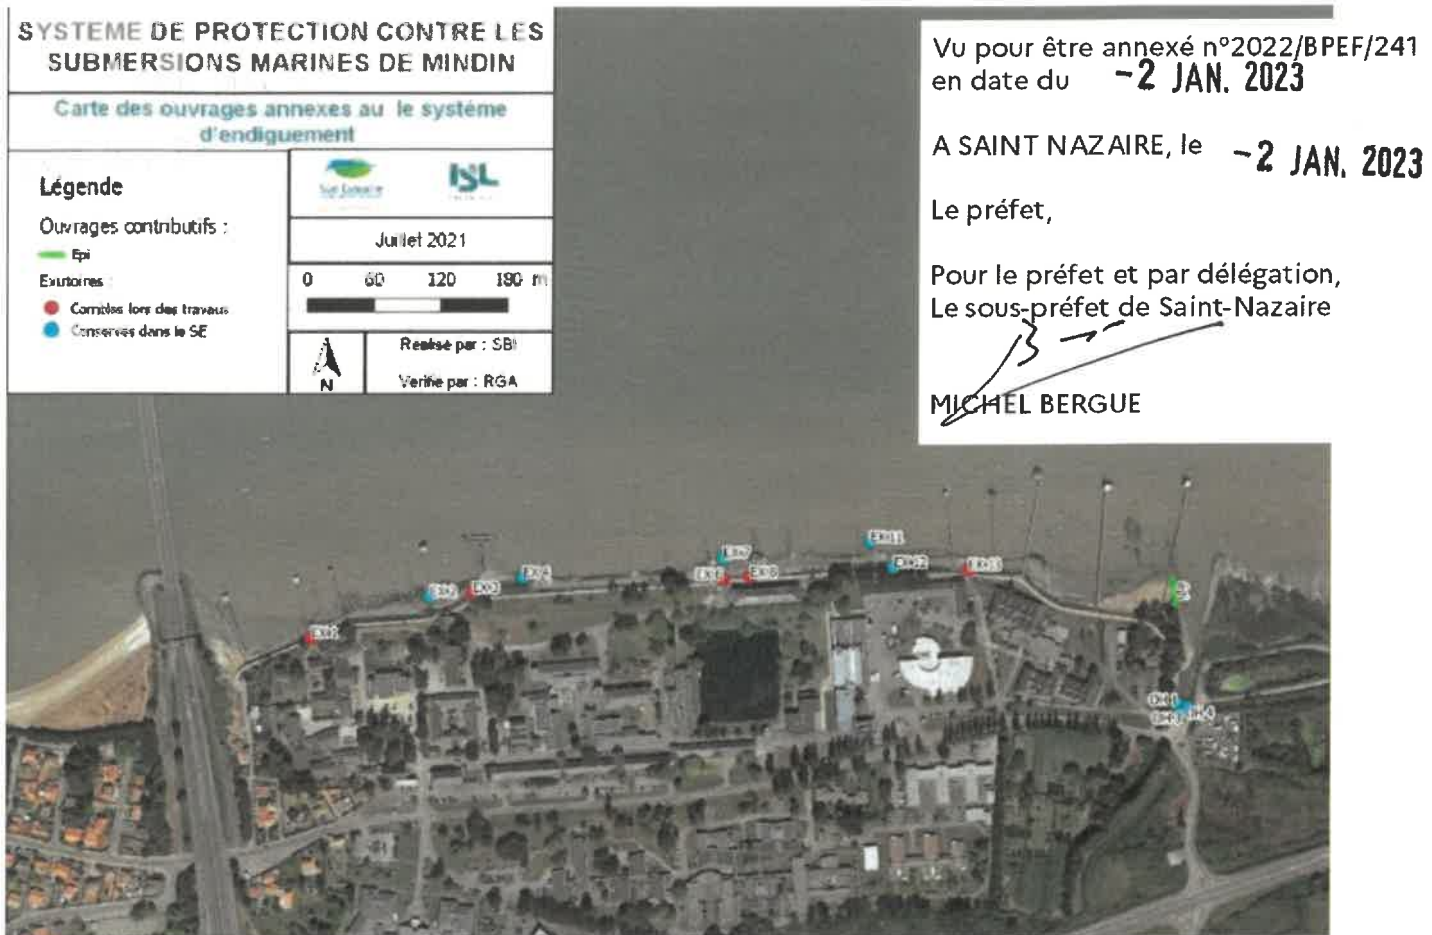 SYSTEME DE PROTECTION CONTRE LES
SUBMERSIONS MARINES DE MINDIN
Carte des ouvrages annexes au le système
d'endiguement
Légende
Ouvrages contributifs :
Epi
Exutoires :
Comblés lors des travaux
Conservés dans le SE
ISL
Juillet 2021
0 60 120 180 m
N
Réalisé par : SBI
Vérifié par : RGA
Vu pour être annexé n°2022/BPEF/241
en date du -2 JAN. 2023
A SAINT NAZAIRE, le -2 JAN. 2023
Le préfet,
Pour le préfet et par délégation,
Le sous-préfet de Saint-Nazaire
MICHEL BERGUE